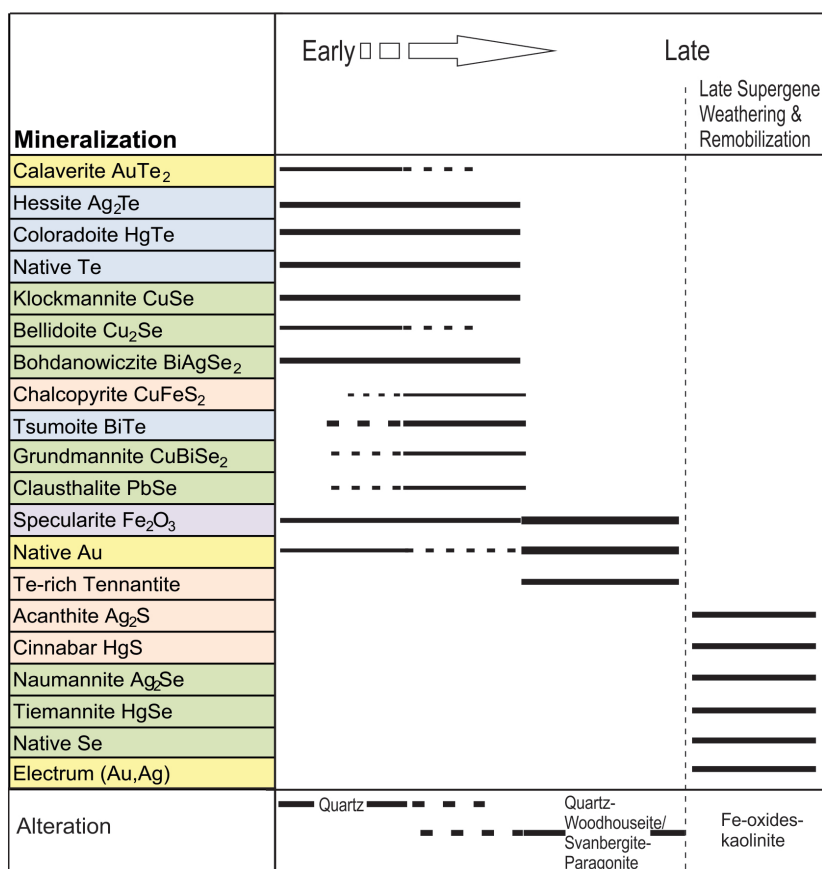 Early
Late
Late Supergene
Weathering &
Remobilization
Mineralization
Calaverite AuTe₂
Hessite Ag₂Te
Coloradoite HgTe
Native Te
Klockmannite CuSe
Bellidoite Cu₂Se
Bohdanowiczite BiAgSe₂
Chalcopyrite CuFeS₂
Tsumoite BiTe
Grundmannite CuBiSe₂
Clausthalite PbSe
Specularite Fe₂O₃
Native Au
Te-rich Tennantite
Acanthite Ag₂S
Cinnabar HgS
Naumannite Ag₂Se
Tiemannite HgSe
Native Se
Electrum (Au,Ag)
Alteration
Quartz
Quartz-
Woodhouseite/
Svanbergite-
Paragonite
Fe-oxides-
kaolinite